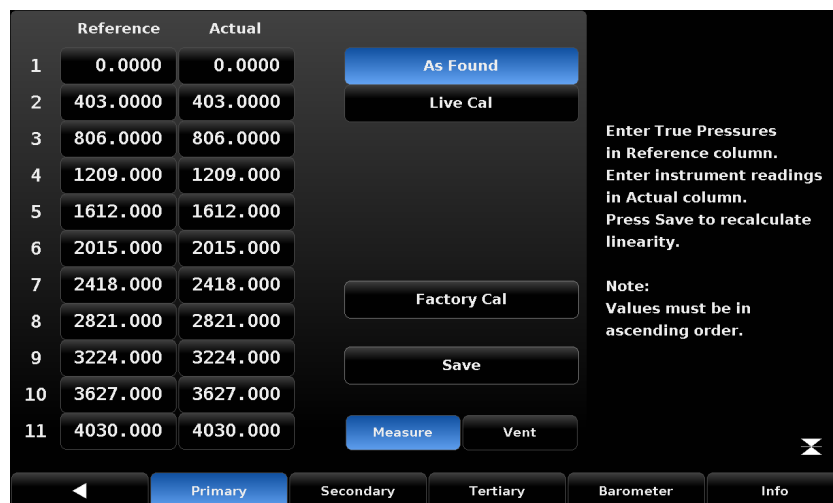 Reference Actual
1 0.0000 0.0000 As Found
2 403.0000 403.0000 Live Cal
3 806.0000 806.0000
4 1209.000 1209.000
5 1612.000 1612.000
6 2015.000 2015.000
7 2418.000 2418.000
8 2821.000 2821.000
9 3224.000 3224.000
10 3627.000 3627.000
11 4030.000 4030.000
Factory Cal
Save
Measure Vent
Enter True Pressures
in Reference column.
Enter instrument readings
in Actual column.
Press Save to recalculate
linearity.
Note:
Values must be in
ascending order.
Primary Secondary Tertiary Barometer Info